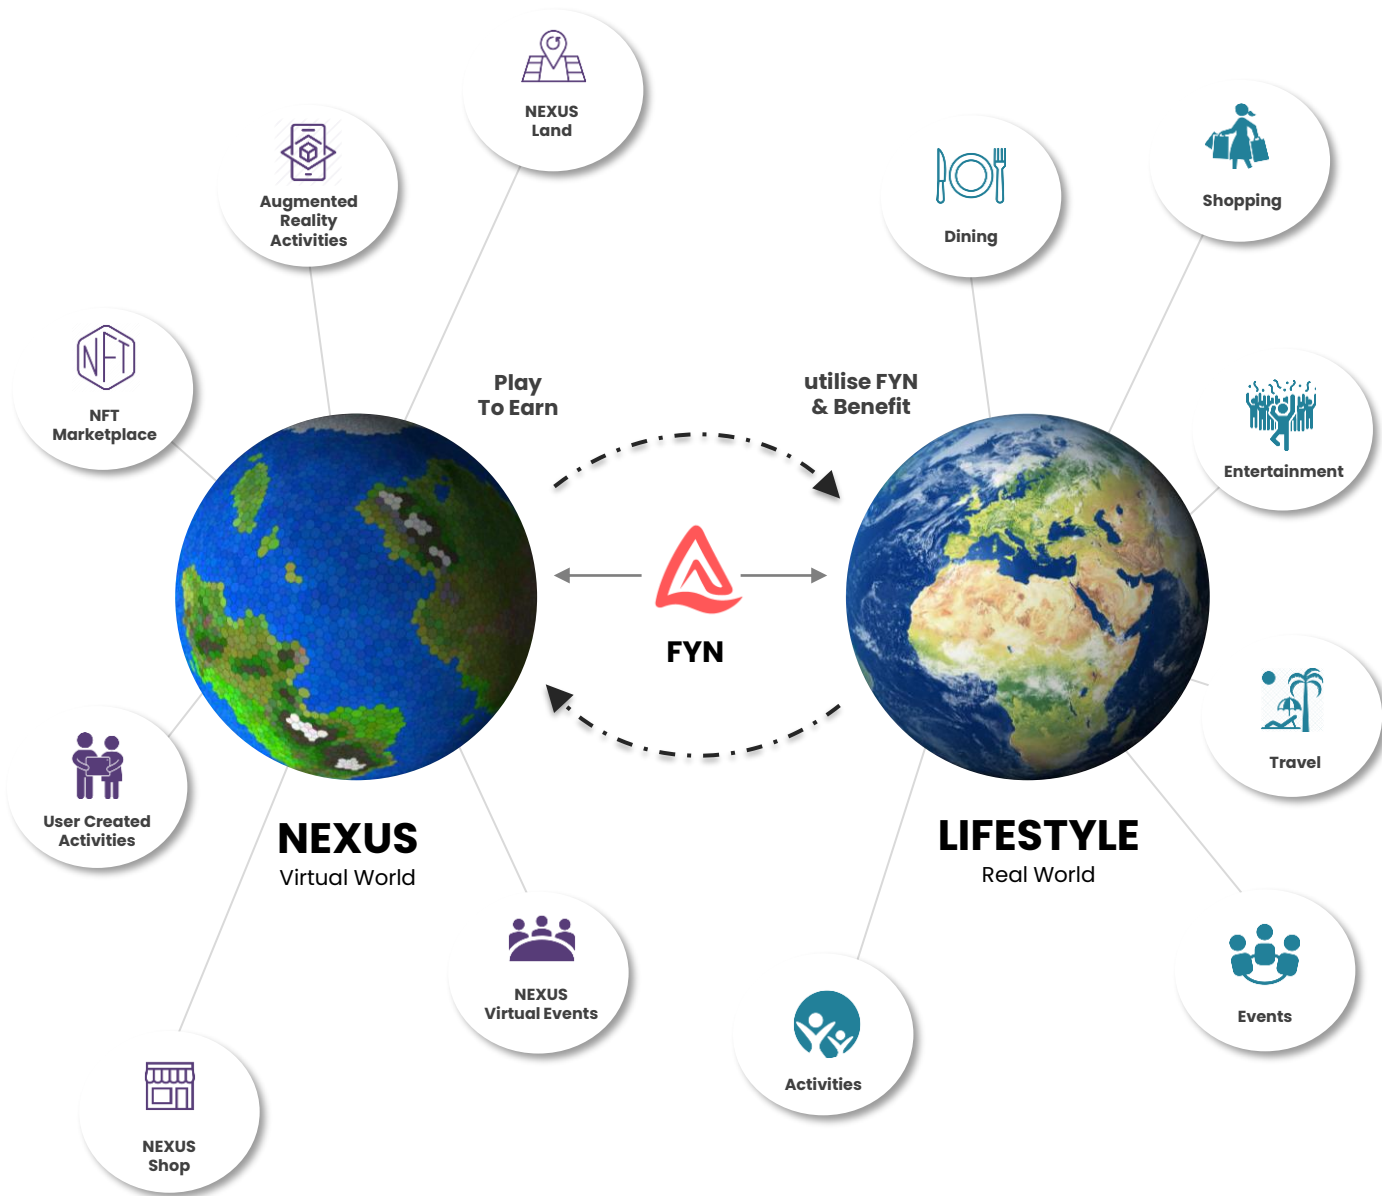 NEXUS
Land
Augmented
Reality
Activities
NFT
NFT
Marketplace
Play
To Earn
User Created
Activities
NEXUS
Virtual World
NEXUS
Virtual Events
NEXUS
Shop
FYN
utilise FYN
& Benefit
Dining
Shopping
Entertainment
Travel
LIFESTYLE
Real World
Events
Activities